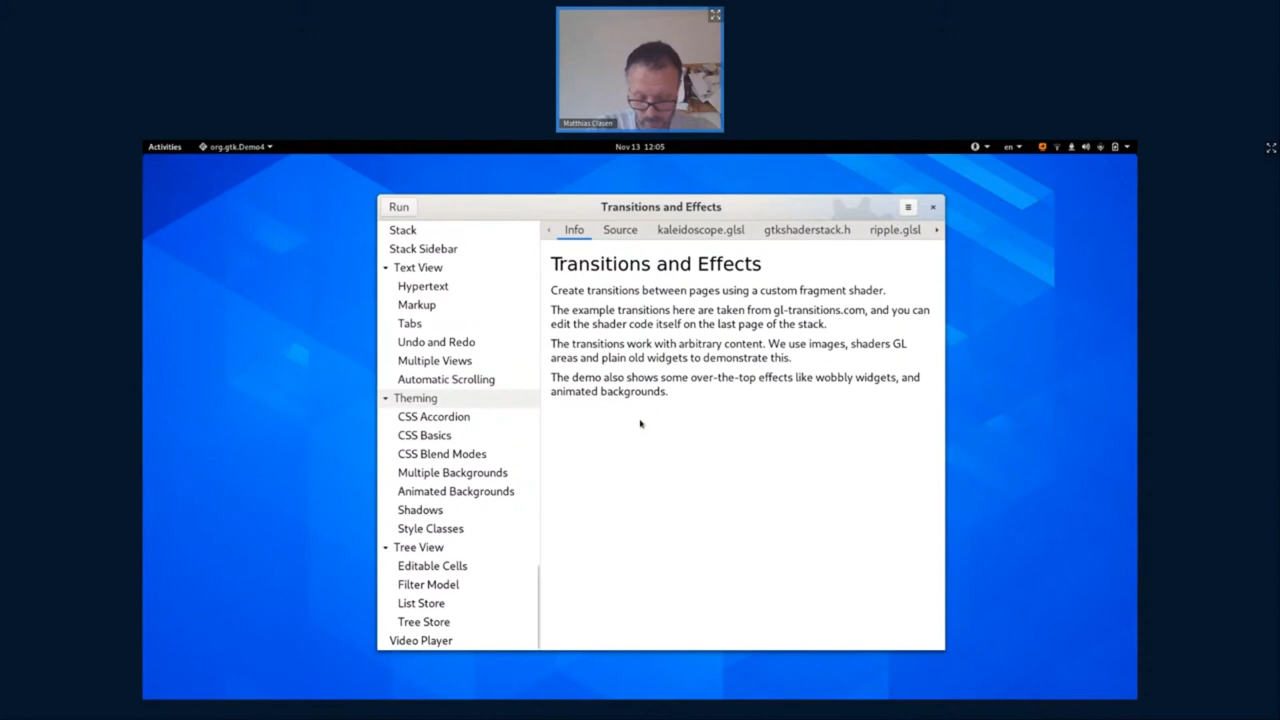 Matthias Clasen
Activities
org.gtk.Demo4
Nov 13 12:05
en
Run
Transitions and Effects
Stack
Stack Sidebar
Text View
Hypertext
Markup
Tabs
Undo and Redo
Multiple Views
Automatic Scrolling
Theming
CSS Accordion
CSS Basics
CSS Blend Modes
Multiple Backgrounds
Animated Backgrounds
Shadows
Style Classes
Tree View
Editable Cells
Filter Model
List Store
Tree Store
Video Player
Info
Source
kaleidoscope.glsl
gtkshaderstack.h
ripple.glsl
Transitions and Effects
Create transitions between pages using a custom fragment shader.
The example transitions here are taken from gl-transitions.com, and you can
edit the shader code itself on the last page of the stack.
The transitions work with arbitrary content. We use images, shaders GL
areas and plain old widgets to demonstrate this.
The demo also shows some over-the-top effects like wobbly widgets, and
animated backgrounds.